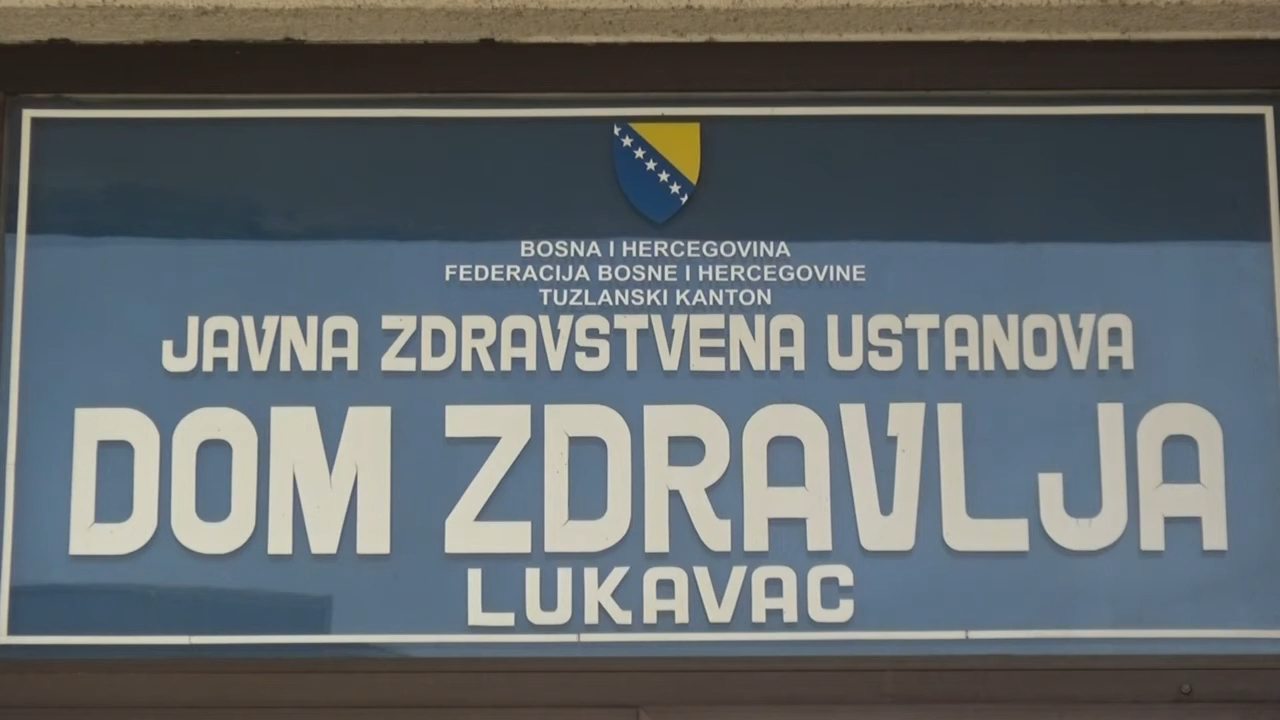 BOSNA I HERCEGOVINA
FEDERACIJA BOSNE I HERCEGOVINE
TUZLANSKI KANTON
JAVNA ZDRAVSTVENA USTANOVA
DOM ZDRAVLJA
LUKAVAC